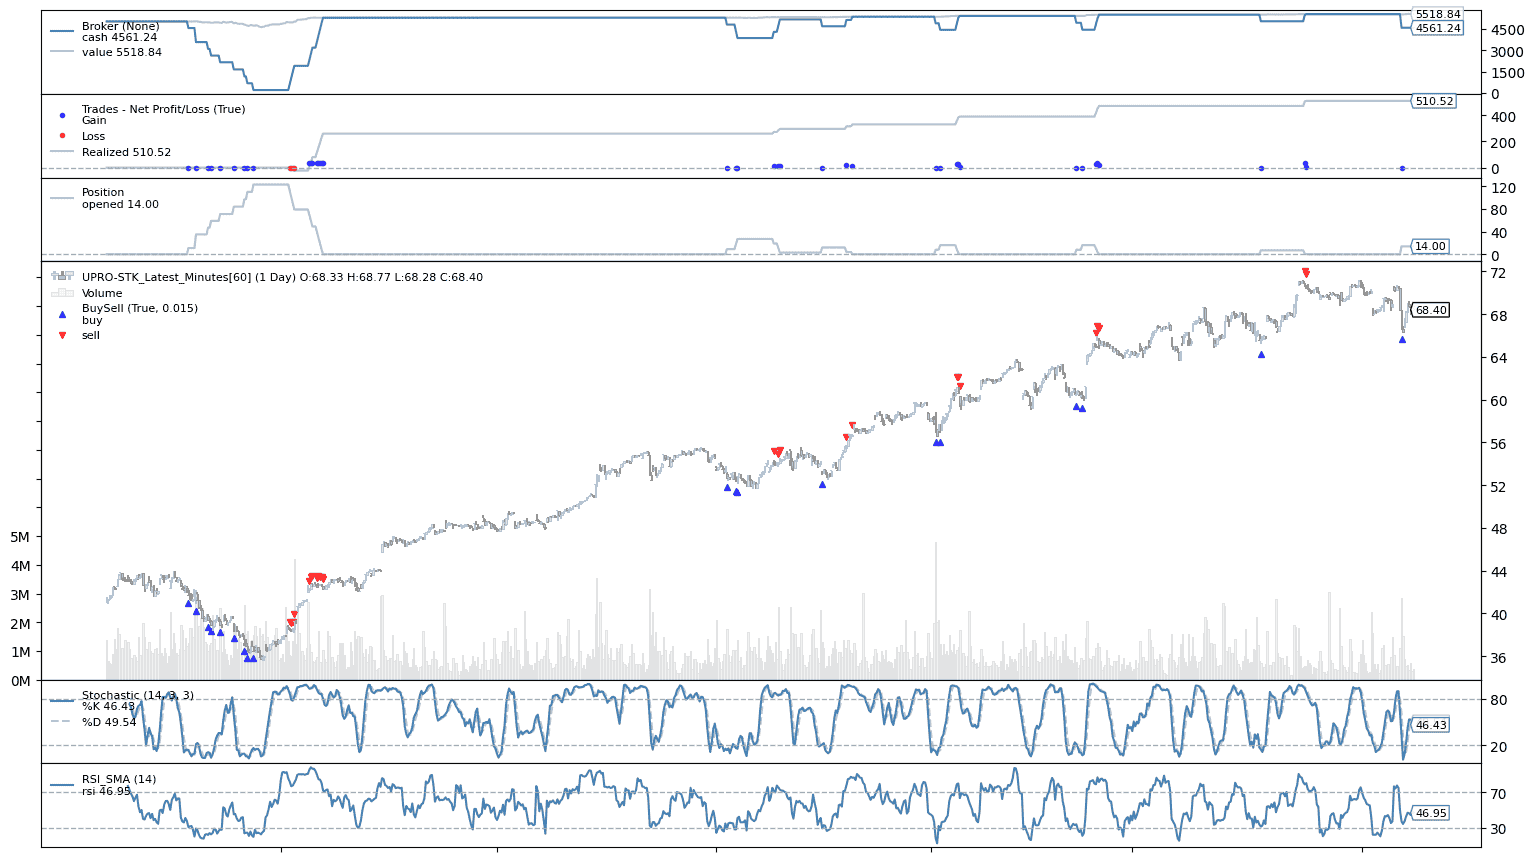 Broker (None)
cash 4561.24
value 5518.84
5518.84
4561.24
4500
3000
1500
0
Trades - Net Profit/Loss (True)
Gain
Loss
Realized 510.52
510.52
400
200
0
Position
opened 14.00
120
80
40
0
14.00
UPRO-STK_Latest_Minutes[60] (1 Day) O:68.33 H:68.77 L:68.28 C:68.40
Volume
BuySell (True, 0.015)
buy
sell
72
68.40
68
64
60
56
52
48
44
40
36
5M
4M
3M
2M
1M
0M
Stochastic (14, 3, 3)
%K 46.43
%D 49.54
80
46.43
20
RSI_SMA (14)
rsi 46.95
70
46.95
30